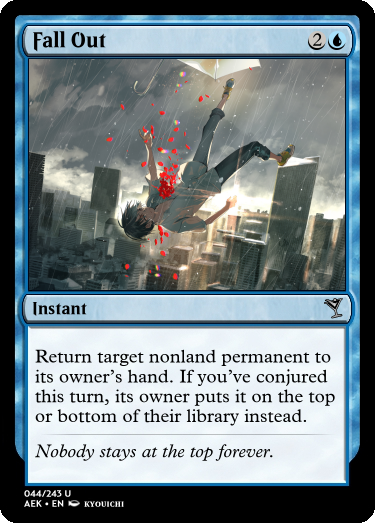 Fall Out 2
Instant
Return target nonland permanent to
its owner's hand. If you've conjured
this turn, its owner puts it on the top
or bottom of their library instead.
Nobody stays at the top forever.
044/243 U
AEK • EN KYOUICHI